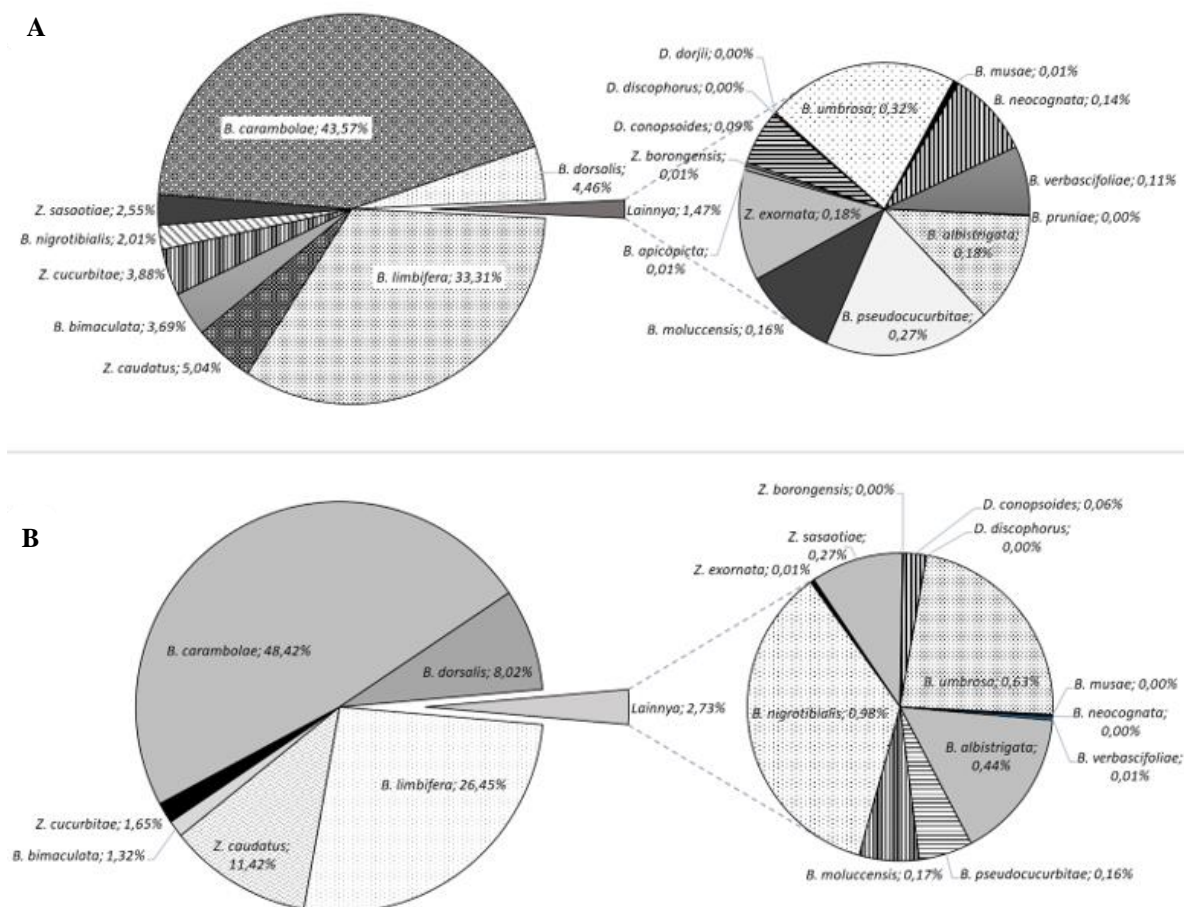 A
B. carambolae; 43,57%
B. dorsalis;
4,46%
Lainnya; 1,47%
Z. sasaotiae; 2,55%
B. nigrotibialis; 2,01%
Z. cucurbitae; 3,88%
B. limbifera; 33,31%
B. bimaculata; 3,69%
Z. caudatus; 5,04%
D. dorjii; 0,00%
D. discophorus; 0,00%
D. conopsoides; 0,09%
Z. borongensis;
0,01%
Z. exornata; 0,18%
B. apicopicta;
0,01%
B. moluccensis; 0,16%
B. umbrosa; 0,32%
B. musae; 0,01%
B. neocognata; 0,14%
B. verbascifoliae; 0,11%
B. pruniae; 0,00%
B. albistrigata;
0,18%
B. pseudocucurbitae;
0,27%
B
B. carambolae; 48,42%
B. dorsalis; 8,02%
Lainnya; 2,73%
B. limbifera; 26,45%
Z. cucurbitae; 1,65%
B. bimaculata; 1,32%
Z. caudatus;
11,42%
Z. borongensis; 0,00%
D. conopsoides; 0,06%
D. discophorus;
0,00%
Z. sasaotiae;
0,27%
Z. exornata; 0,01%
B. umbrosa; 0,63%
B. nigrotibialis; 0,98%
B. musae; 0,00%
B. neocognata;
0,00%
B. verbascifoliae;
0,01%
B. albistrigata;
0,44%
B. moluccensis; 0,17%
B. pseudocucurbitae; 0,16%